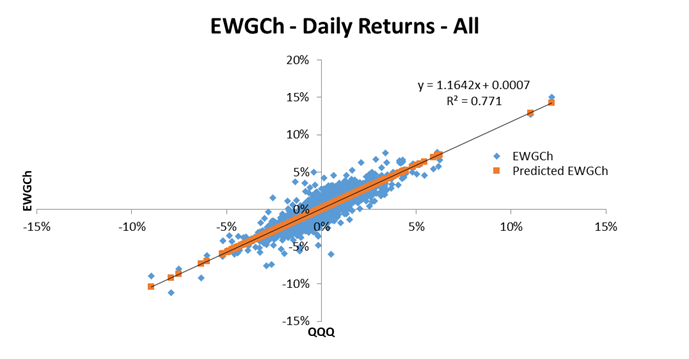 EWGCh - Daily Returns - All
20%
y = 1.1642x + 0.0007
R² = 0.771
15%
10%
EWGCh
Predicted EWGCh
5%
EWGCh
0%
-15% -10% -5% 0% 5% 10% 15%
-5%
-10%
-15%
QQQ